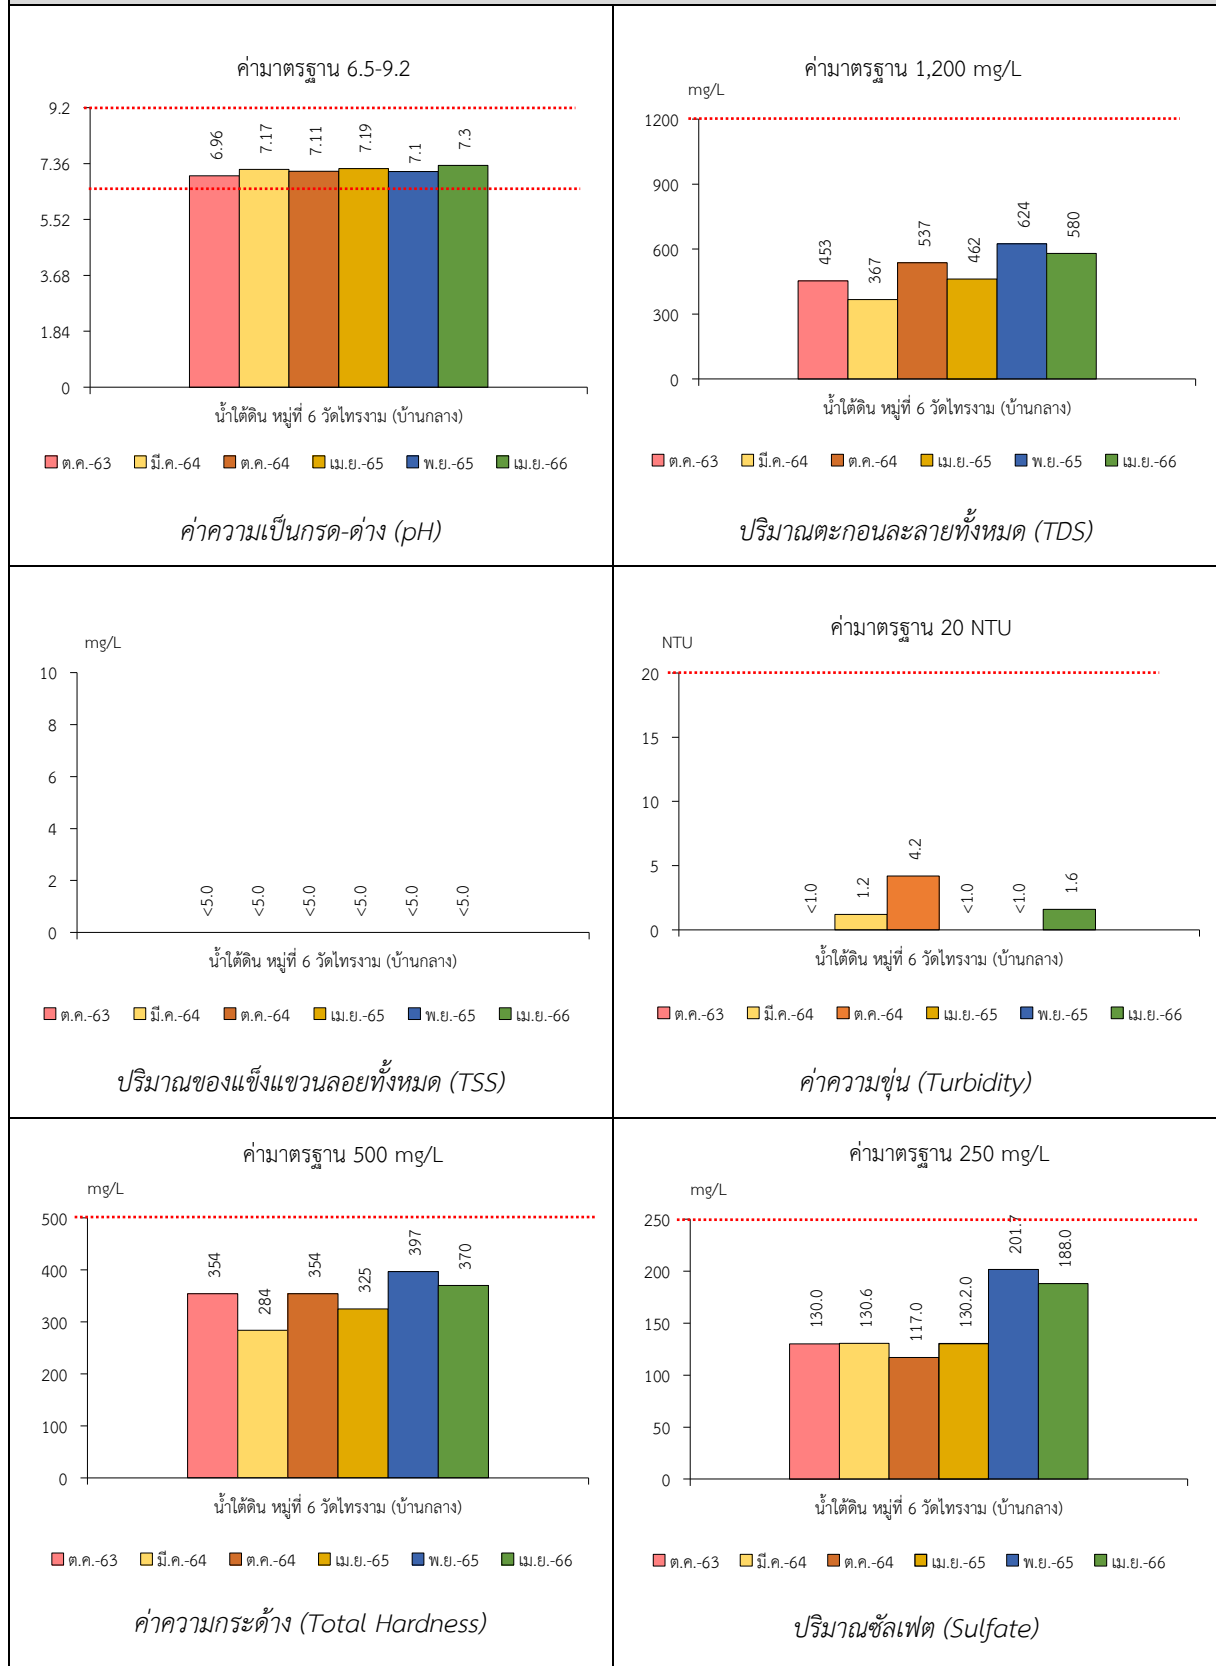 ค่ามาตรฐาน 6.5-9.2
9.2
7.36
5.52
3.68
1.84
0
6.96
7.17
7.11
7.19
7.1
7.3
น้ำใต้ดิน หมู่ที่ 6 วัดไทรงาม (บ้านกลาง)
ต.ค.-63 มี.ค.-64 ต.ค.-64 เม.ย.-65 พ.ย.-65 เม.ย.-66
ค่าความเป็นกรด-ด่าง (pH)
ค่ามาตรฐาน 1,200 mg/L
mg/L
1200
900
600
300
0
453
367
537
462
624
580
น้ำใต้ดิน หมู่ที่ 6 วัดไทรงาม (บ้านกลาง)
ต.ค.-63 มี.ค.-64 ต.ค.-64 เม.ย.-65 พ.ย.-65 เม.ย.-66
ปริมาณตะกอนละลายทั้งหมด (TDS)
mg/L
10
8
6
4
2
0
<5.0
<5.0
<5.0
<5.0
<5.0
<5.0
น้ำใต้ดิน หมู่ที่ 6 วัดไทรงาม (บ้านกลาง)
ต.ค.-63 มี.ค.-64 ต.ค.-64 เม.ย.-65 พ.ย.-65 เม.ย.-66
ปริมาณของแข็งแขวนลอยทั้งหมด (TSS)
ค่ามาตรฐาน 20 NTU
NTU
20
15
10
5
0
<1.0
1.2
4.2
<1.0
<1.0
1.6
น้ำใต้ดิน หมู่ที่ 6 วัดไทรงาม (บ้านกลาง)
ต.ค.-63 มี.ค.-64 ต.ค.-64 เม.ย.-65 พ.ย.-65 เม.ย.-66
ค่าความขุ่น (Turbidity)
ค่ามาตรฐาน 500 mg/L
mg/L
500
400
300
200
100
0
354
284
354
325
397
370
น้ำใต้ดิน หมู่ที่ 6 วัดไทรงาม (บ้านกลาง)
ต.ค.-63 มี.ค.-64 ต.ค.-64 เม.ย.-65 พ.ย.-65 เม.ย.-66
ค่าความกระด้าง (Total Hardness)
ค่ามาตรฐาน 250 mg/L
mg/L
250
200
150
100
50
0
130.0
130.6
117.0
130.2.0
201.7
188.0
น้ำใต้ดิน หมู่ที่ 6 วัดไทรงาม (บ้านกลาง)
ต.ค.-63 มี.ค.-64 ต.ค.-64 เม.ย.-65 พ.ย.-65 เม.ย.-66
ปริมาณซัลเฟต (Sulfate)